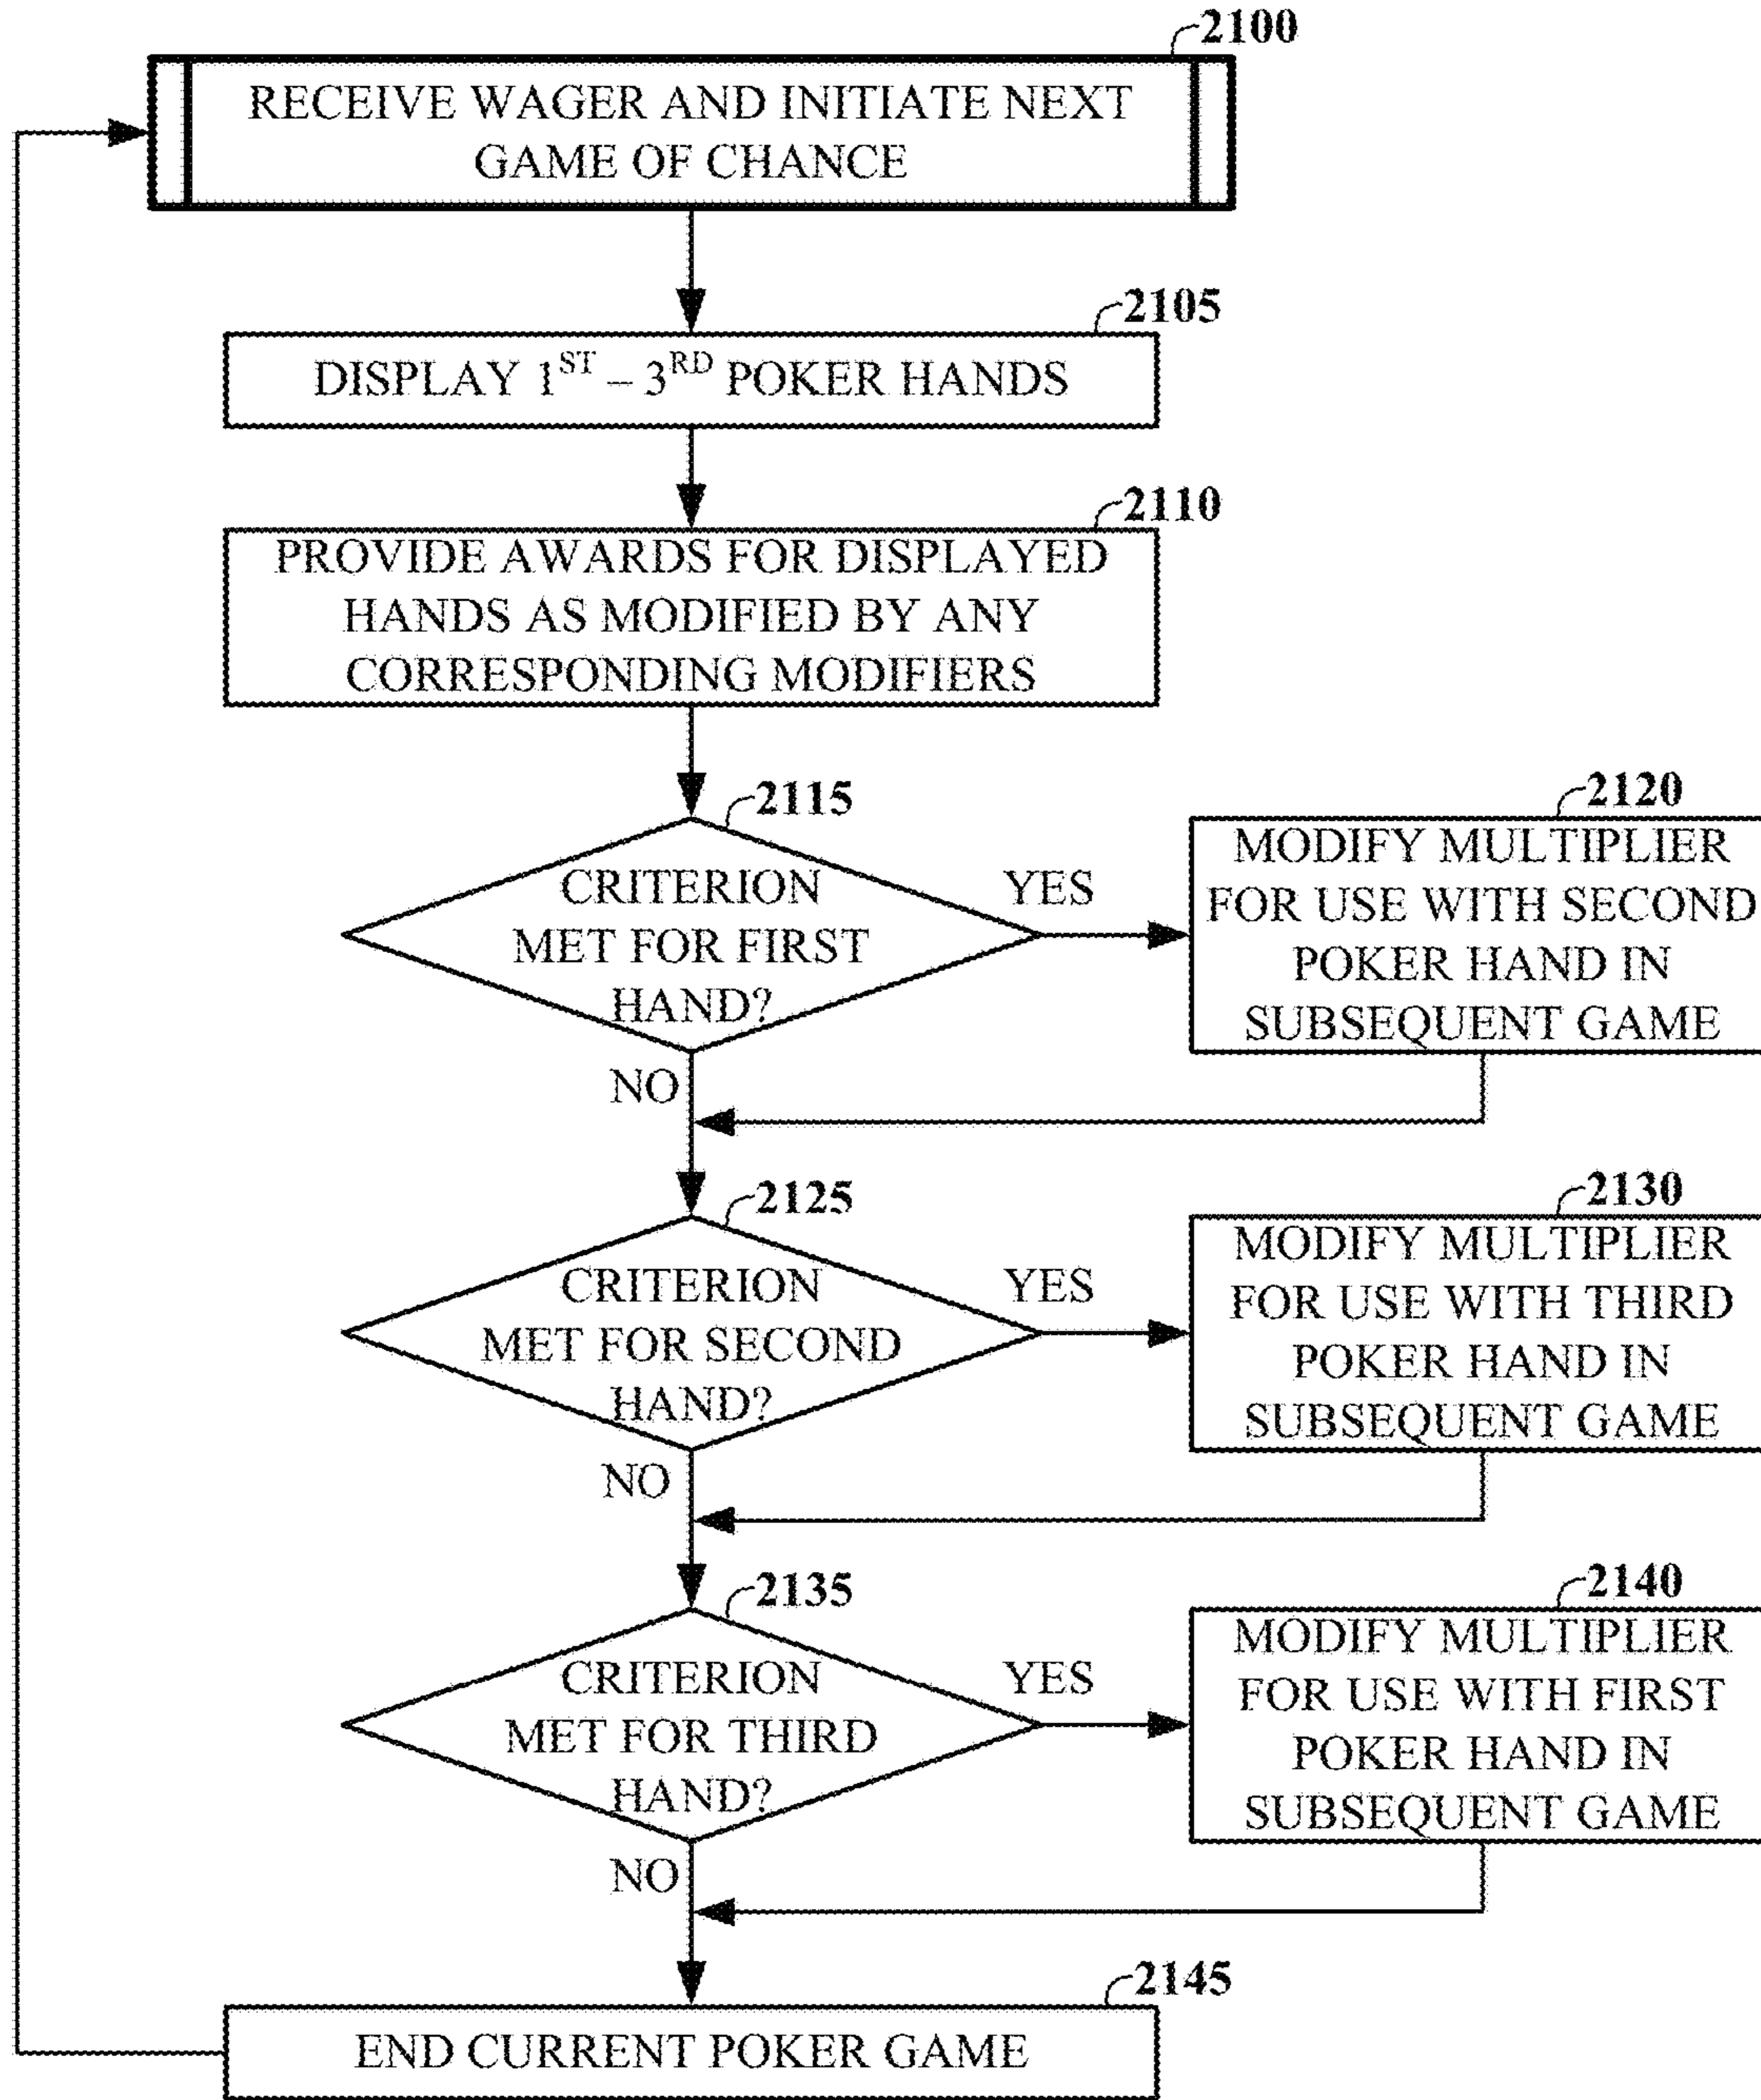 2100
RECEIVE WAGER AND INITIATE NEXT
GAME OF CHANCE
2105
DISPLAY 1ST – 3RD POKER HANDS
2110
PROVIDE AWARDS FOR DISPLAYED
HANDS AS MODIFIED BY ANY
CORRESPONDING MODIFIERS
2115
CRITERION
MET FOR FIRST
HAND?
YES
NO
2120
MODIFY MULTIPLIER
FOR USE WITH SECOND
POKER HAND IN
SUBSEQUENT GAME
2125
CRITERION
MET FOR SECOND
HAND?
YES
NO
2130
MODIFY MULTIPLIER
FOR USE WITH THIRD
POKER HAND IN
SUBSEQUENT GAME
2135
CRITERION
MET FOR THIRD
HAND?
YES
NO
2140
MODIFY MULTIPLIER
FOR USE WITH FIRST
POKER HAND IN
SUBSEQUENT GAME
2145
END CURRENT POKER GAME